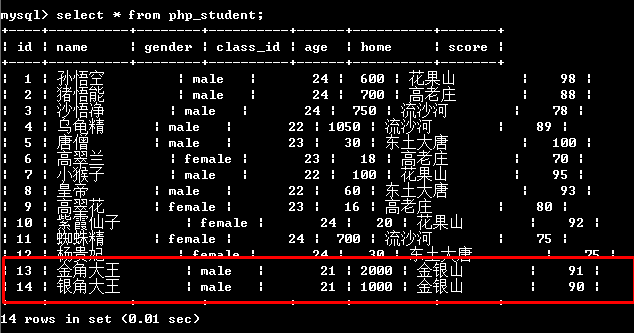 mysql> select * from php_student;
+----+----------+--------+----------+------+----------+-------+
| id | name | gender | class_id | age | home | score |
+----+----------+--------+----------+------+----------+-------+
| 1 | 孙悟空 | male | 24 | 600 | 花果山 | 98 |
| 2 | 猪悟能 | male | 24 | 700 | 高老庄 | 88 |
| 3 | 沙悟净 | male | 24 | 750 | 流沙河 | 78 |
| 4 | 乌龟精 | male | 22 | 1050 | 流沙河 | 89 |
| 5 | 唐僧 | male | 23 | 30 | 东土大唐 | 100 |
| 6 | 高翠兰 | female | 23 | 18 | 高老庄 | 70 |
| 7 | 小猴子 | male | 22 | 100 | 花果山 | 95 |
| 8 | 皇帝 | male | 22 | 60 | 东土大唐 | 93 |
| 9 | 高翠花 | female | 23 | 16 | 高老庄 | 80 |
| 10 | 紫霞仙子 | female | 24 | 20 | 花果山 | 92 |
| 11 | 蜘蛛精 | female | 24 | 700 | 流沙河 | 75 |
| 12 | 杨贵妃 | female | 24 | 30 | 东土大唐 | 75 |
| 13 | 金角大王 | male | 21 | 2000 | 金银山 | 91 |
| 14 | 银角大王 | male | 21 | 1000 | 金银山 | 90 |
14 rows in set (0.01 sec)